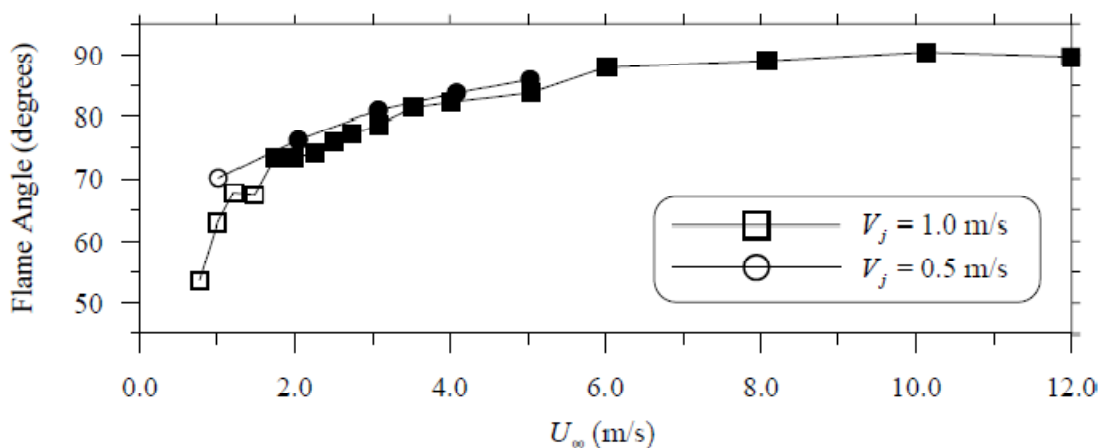 Flame Angle (degrees)
90
80
70
60
50
V_j = 1.0 m/s
V_j = 0.5 m/s
0.0 2.0 4.0 6.0 8.0 10.0 12.0
U_∞ (m/s)